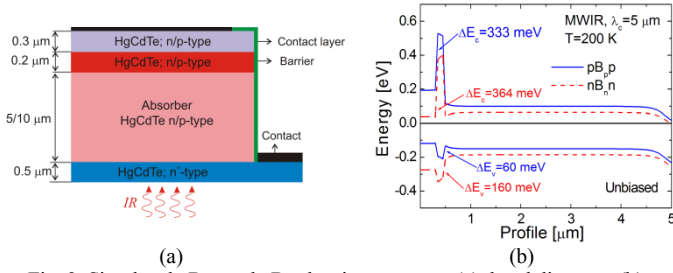 0.3 μm
HgCdTe; n/p-type
0.2 μm
HgCdTe; n/p-type
Contact layer
Barrier
5/10 μm
Absorber
HgCdTe n/p-type
Contact
0.5 μm
HgCdTe; n⁺-type
IR
(a)
Energy [eV]
0.6
0.4
0.2
0.0
-0.2
-0.4
MWIR, λc=5 μm
T=200 K
ΔEc=333 meV
pBpp
nBnn
ΔEc=364 meV
ΔEv=60 meV
ΔEv=160 meV
Unbiased
0 1 2 3 4 5
Profile [μm]
(b)